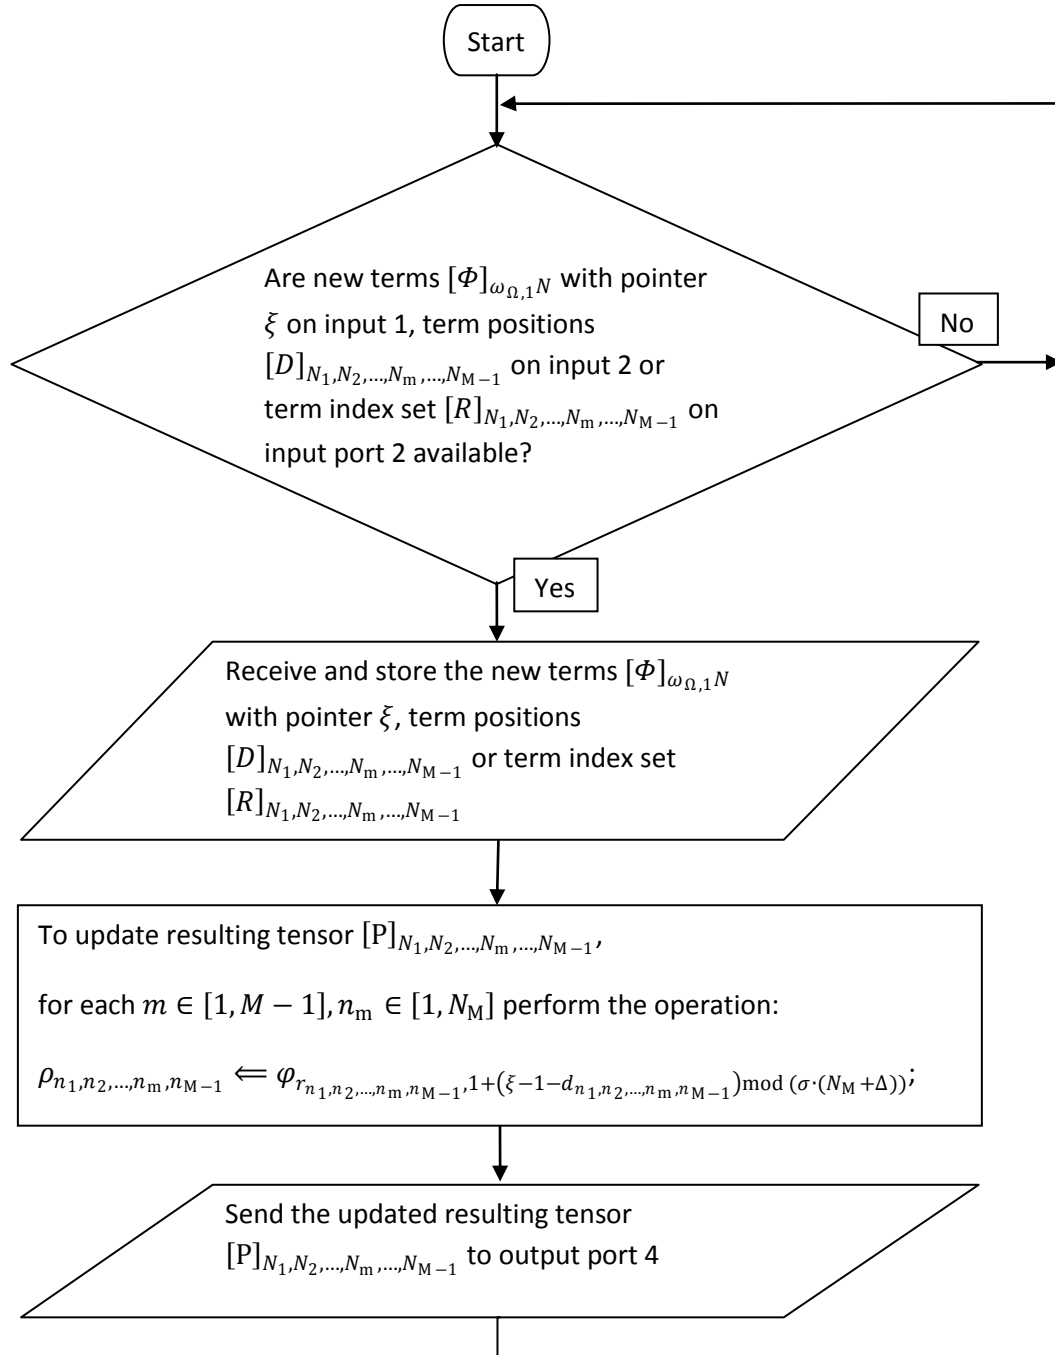 Start
Are new terms [Φ]_{ω_{Ω,1}N} with pointer
ξ on input 1, term positions
[D]_{N_1,N_2,…,N_m,…,N_{M−1}} on input 2 or
term index set [R]_{N_1,N_2,…,N_m,…,N_{M−1}} on
input port 2 available?
No
Yes
Receive and store the new terms [Φ]_{ω_{Ω,1}N}
with pointer ξ, term positions
[D]_{N_1,N_2,…,N_m,…,N_{M−1}} or term index set
[R]_{N_1,N_2,…,N_m,…,N_{M−1}}
To update resulting tensor [P]_{N_1,N_2,…,N_m,…,N_{M−1}},
for each m ∈ [1, M − 1], n_m ∈ [1, N_M] perform the operation:
ρ_{n_1,n_2,…,n_m,n_{M−1}} ⇐ φ_{r_{n_1,n_2,…,n_m,n_{M−1}},1+(ξ−1−d_{n_1,n_2,…,n_m,n_{M−1}})mod (σ·(N_M+Δ))};
Send the updated resulting tensor
[P]_{N_1,N_2,…,N_m,…,N_{M−1}} to output port 4